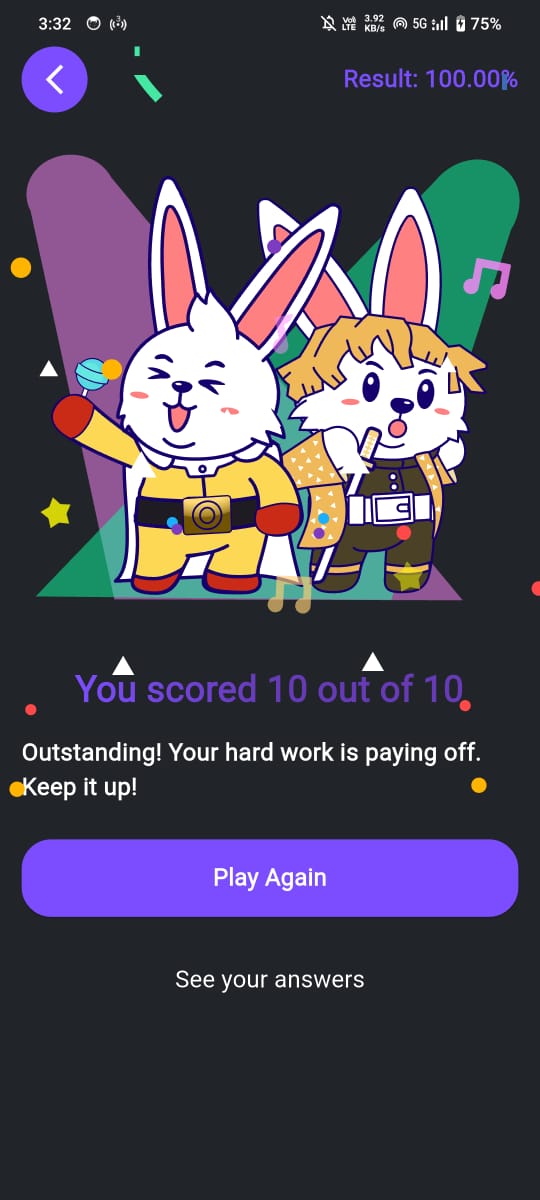 3:32 3 Vo) LTE 3.92 KB/s 5G 75%
Result: 100.00%
You scored 10 out of 10
Outstanding! Your hard work is paying off.
Keep it up!
Play Again
See your answers